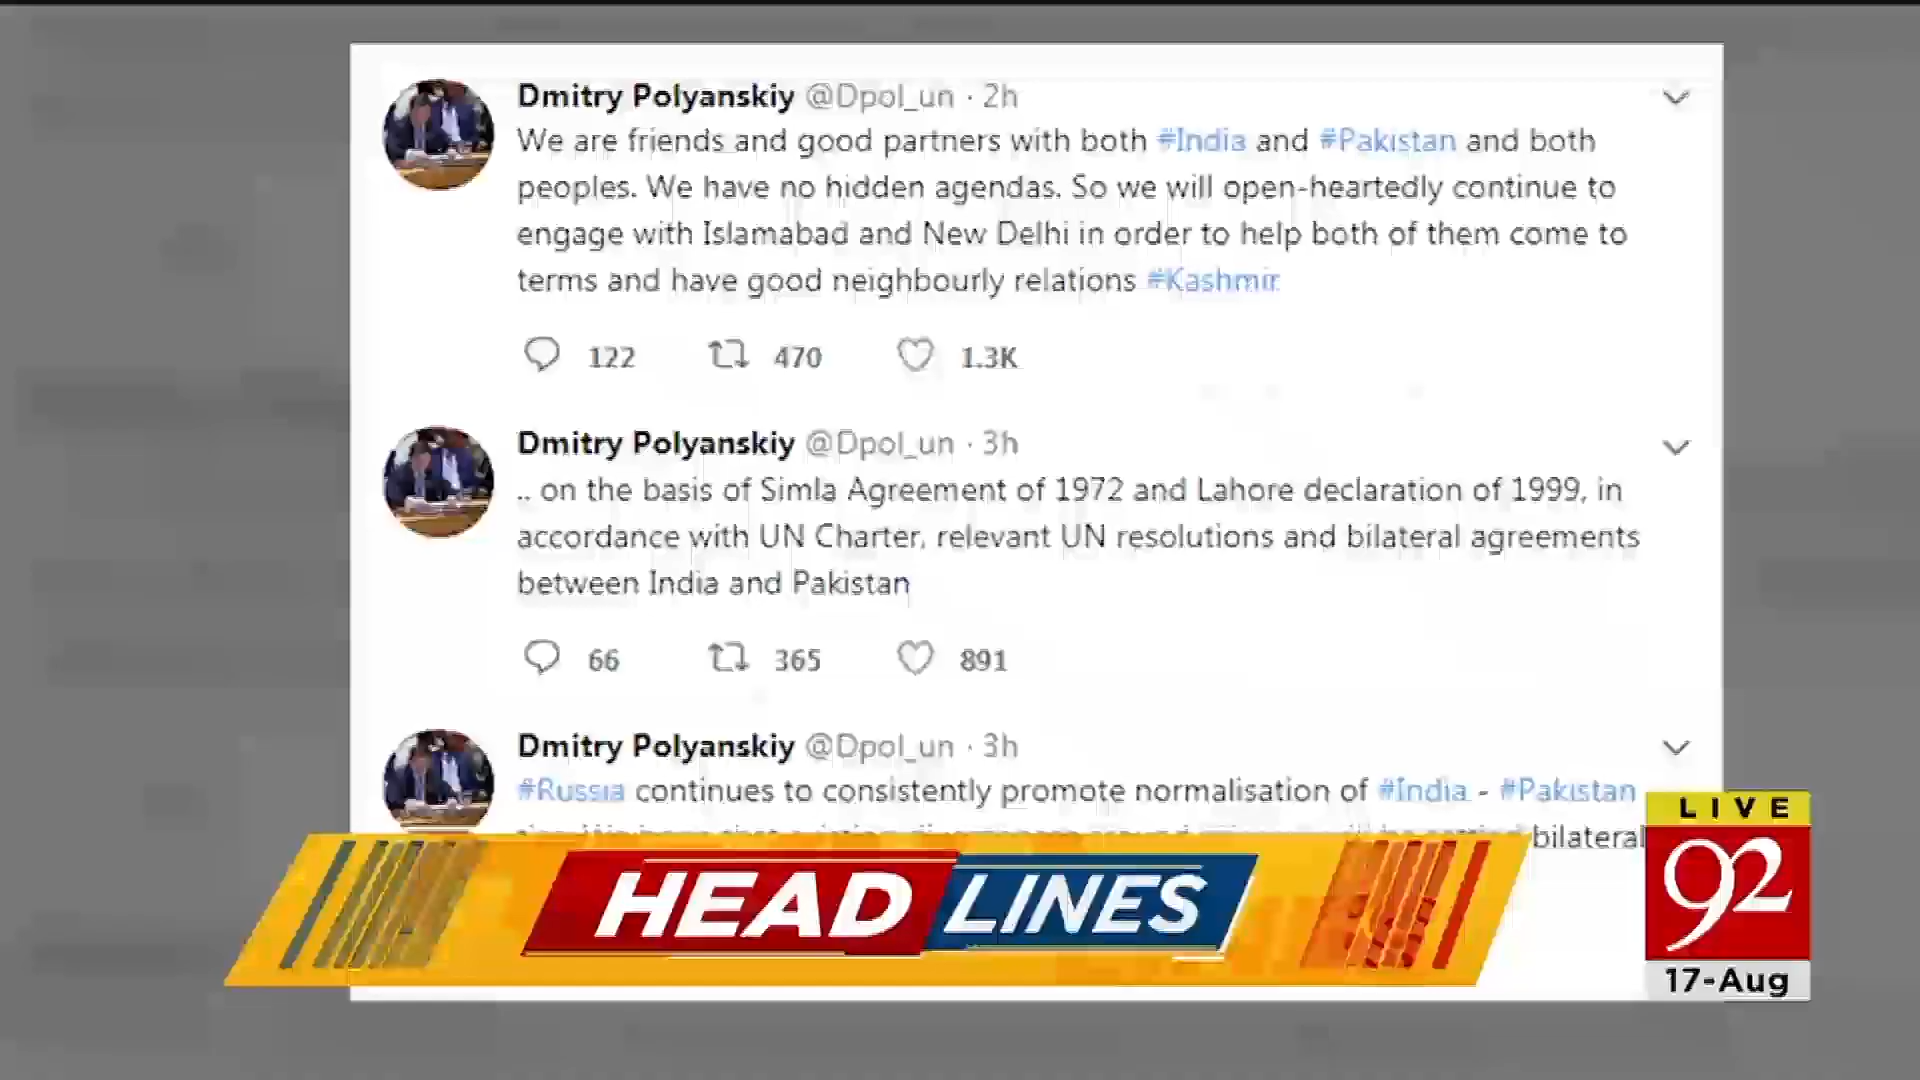 Dmitry Polyanskiy @Dpol_un · 2h
We are friends and good partners with both #India and #Pakistan and both
peoples. We have no hidden agendas. So we will open-heartedly continue to
engage with Islamabad and New Delhi in order to help both of them come to
terms and have good neighbourly relations #Kashmir
122 470 1.3K
Dmitry Polyanskiy @Dpol_un · 3h
.. on the basis of Simla Agreement of 1972 and Lahore declaration of 1999, in
accordance with UN Charter, relevant UN resolutions and bilateral agreements
between India and Pakistan
66 365 891
Dmitry Polyanskiy @Dpol_un · 3h
#Russia continues to consistently promote normalisation of #India - #Pakistan
bilateral
HEADLINES
LIVE
92
17-Aug